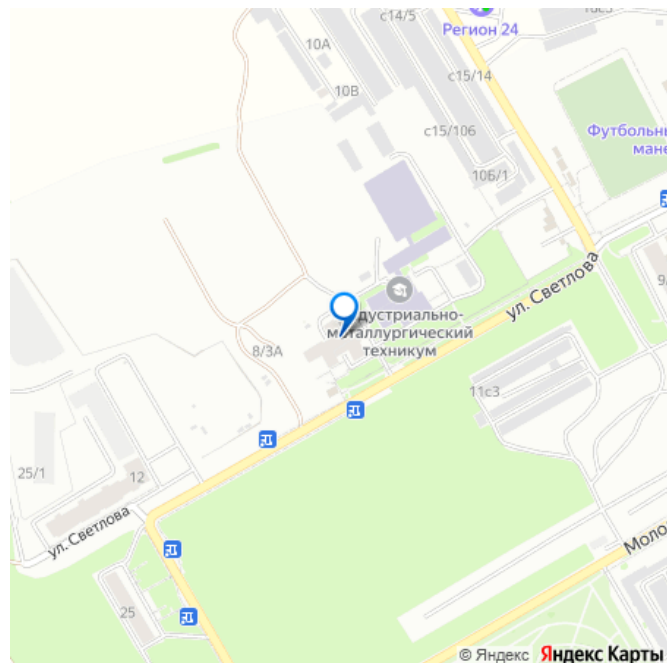 с14/5
Регион 24
10А
с15/14
10В
с15/106
Футбольны
мане
10Б/1
ул. Светлова
9/
дустриально-
металлургический
техникум
8/3А
11с3
25/1
12
ул. Светлова
Моло
25
© Яндекс Яндекс Карты